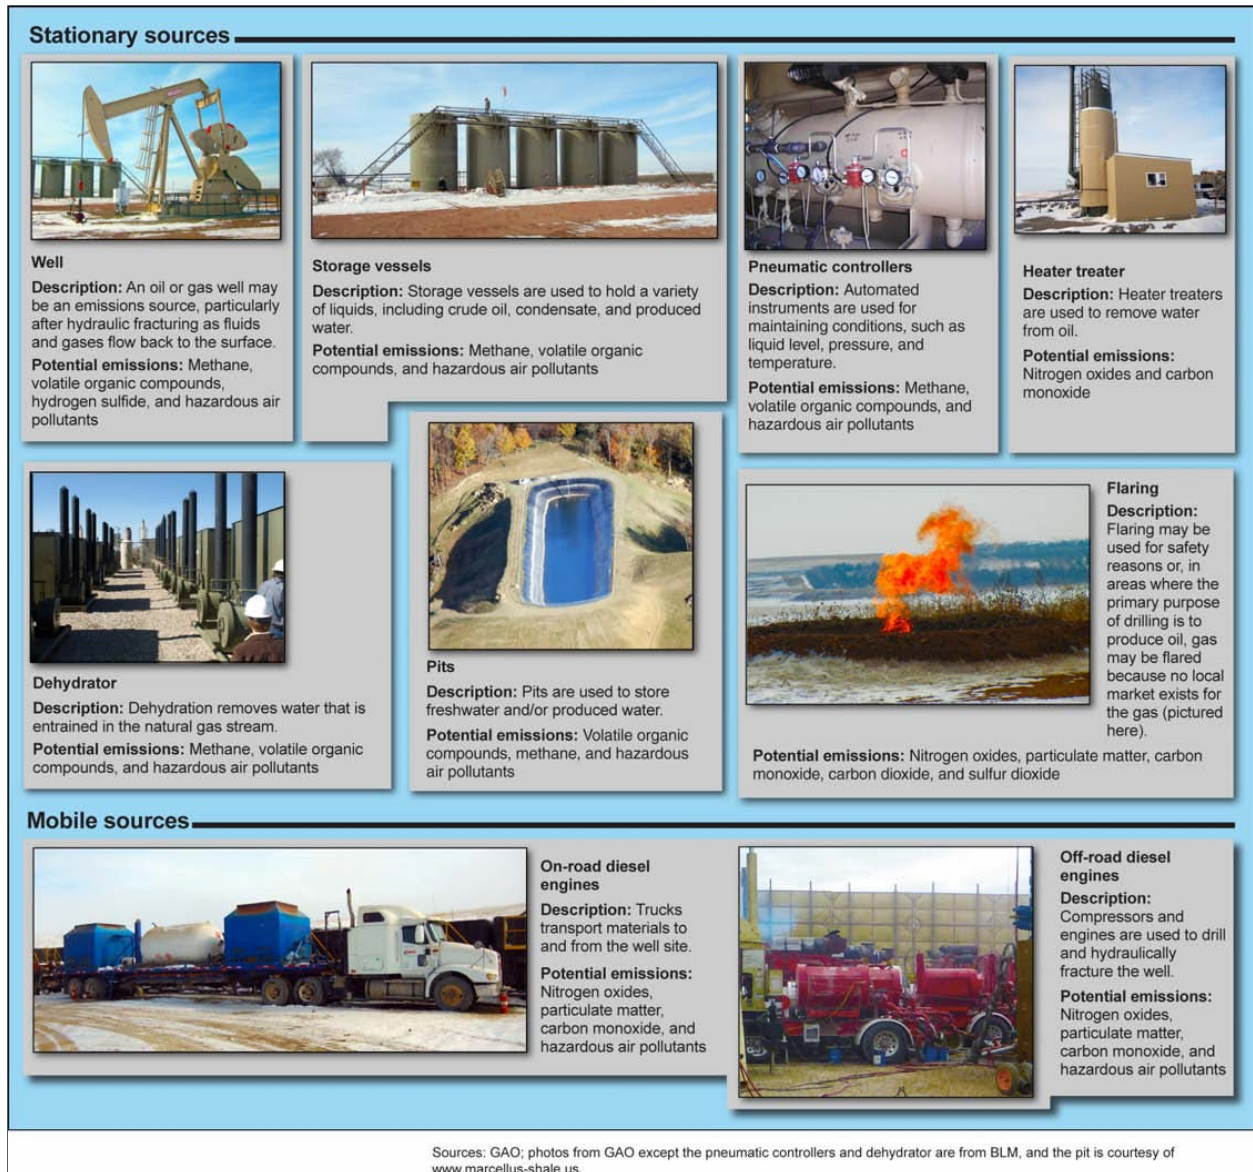 Stationary sources
Well
Description: An oil or gas well may
be an emissions source, particularly
after hydraulic fracturing as fluids
and gases flow back to the surface.
Potential emissions: Methane,
volatile organic compounds,
hydrogen sulfide, and hazardous air
pollutants
Storage vessels
Description: Storage vessels are used to hold a variety
of liquids, including crude oil, condensate, and produced
water.
Potential emissions: Methane, volatile organic
compounds, and hazardous air pollutants
Pneumatic controllers
Description: Automated
instruments are used for
maintaining conditions, such as
liquid level, pressure, and
temperature.
Potential emissions: Methane,
volatile organic compounds, and
hazardous air pollutants
Heater treater
Description: Heater treaters
are used to remove water
from oil.
Potential emissions:
Nitrogen oxides and carbon
monoxide
Dehydrator
Description: Dehydration removes water that is
entrained in the natural gas stream.
Potential emissions: Methane, volatile organic
compounds, and hazardous air pollutants
Pits
Description: Pits are used to store
freshwater and/or produced water.
Potential emissions: Volatile organic
compounds, methane, and hazardous
air pollutants
Flaring
Description:
Flaring may be
used for safety
reasons or, in
areas where the
primary purpose
of drilling is to
produce oil, gas
may be flared
because no local
market exists for
the gas (pictured
here).
Potential emissions: Nitrogen oxides, particulate matter, carbon
monoxide, carbon dioxide, and sulfur dioxide
Mobile sources
On-road diesel
engines
Description: Trucks
transport materials to
and from the well site.
Potential emissions:
Nitrogen oxides,
particulate matter,
carbon monoxide, and
hazardous air pollutants
Off-road diesel
engines
Description:
Compressors and
engines are used to drill
and hydraulically
fracture the well.
Potential emissions:
Nitrogen oxides,
particulate matter,
carbon monoxide, and
hazardous air pollutants
Sources: GAO; photos from GAO except the pneumatic controllers and dehydrator are from BLM, and the pit is courtesy of
www.marcellus-shale.us